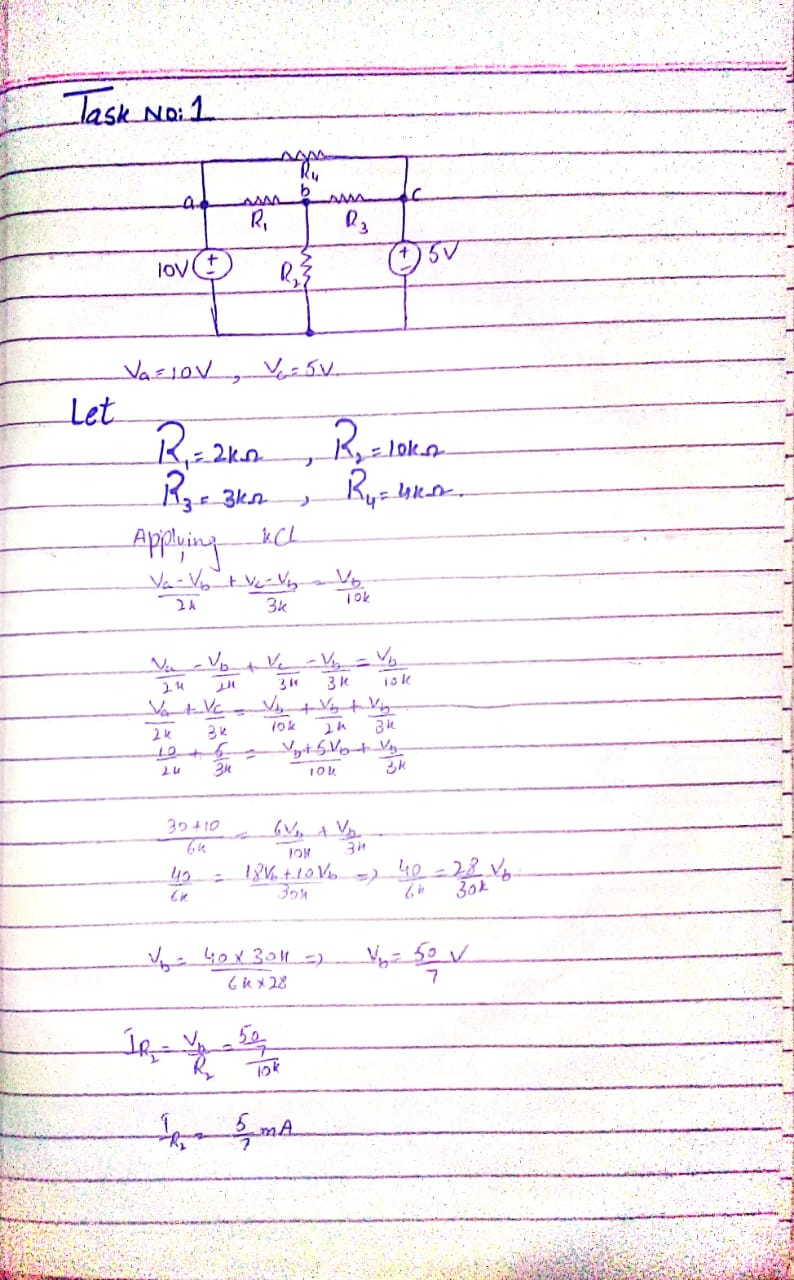 Task No: 1
R4
a b c
R1 R3
10V + - R2 + - 5V
Va = 10V , Vc = 5V.
Let
R1 = 2kΩ , R2 = 10kΩ
R3 = 3kΩ , R4 = 4kΩ.
Applying kCL
(Va - Vb)/2k + (Vc - Vb)/3k = Vb/10k
Va/2k - Vb/2k + Vc/3k - Vb/3k = Vb/10k
Va/2k + Vc/3k = Vb/10k + Vb/2k + Vb/3k
10/2k + 5/3k = (Vb + 5Vb)/10k + Vb/3k
(30 + 10)/6k = 6Vb/10k + Vb/3k
40/6k = (18Vb + 10Vb)/30k => 40/6k = 28/30k Vb
Vb = (40 x 30k)/(6k x 28) => Vb = 50/7 V
IR2 = Vb/R2 = (50/7)/10k
IR2 = 5/7 mA